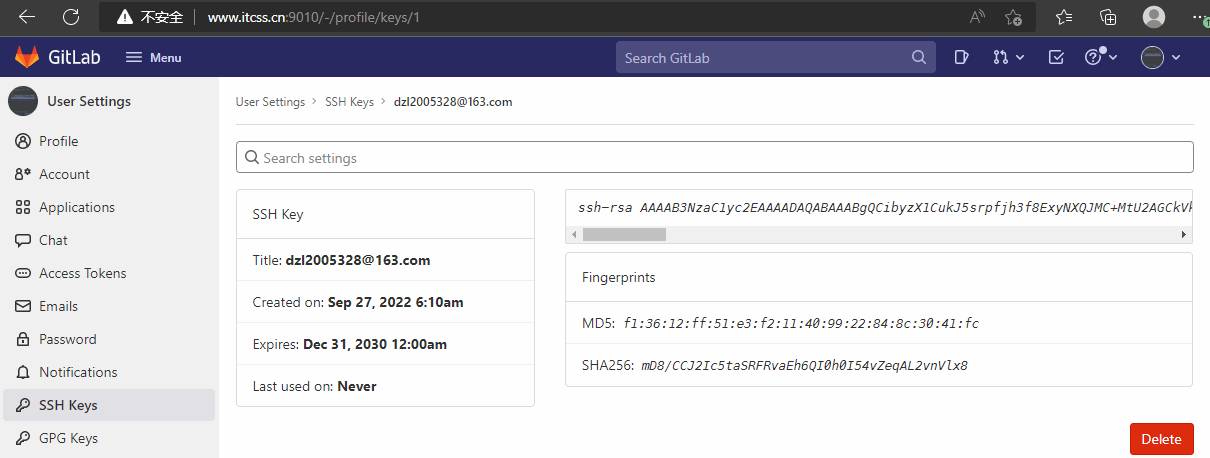 不安全 www.itcss.cn:9010/-/profile/keys/1
GitLab Menu Search GitLab
User Settings
User Settings > SSH Keys > dzl2005328@163.com
Profile
Search settings
Account
Applications
Chat
Access Tokens
Emails
Password
Notifications
SSH Keys
GPG Keys
SSH Key
Title: dzl2005328@163.com
Created on: Sep 27, 2022 6:10am
Expires: Dec 31, 2030 12:00am
Last used on: Never
ssh-rsa AAAAB3NzaC1yc2EAAAADAQABAAABgQCibyzX1CukJ5srpfjh3f8ExyNXQJMC+MtU2AGCkVk
Fingerprints
MD5: f1:36:12:ff:51:e3:f2:11:40:99:22:84:8c:30:41:fc
SHA256: mD8/CCJ2Ic5taSRFRvaEh6QI0h0I54vZeqAL2vnVlx8
Delete